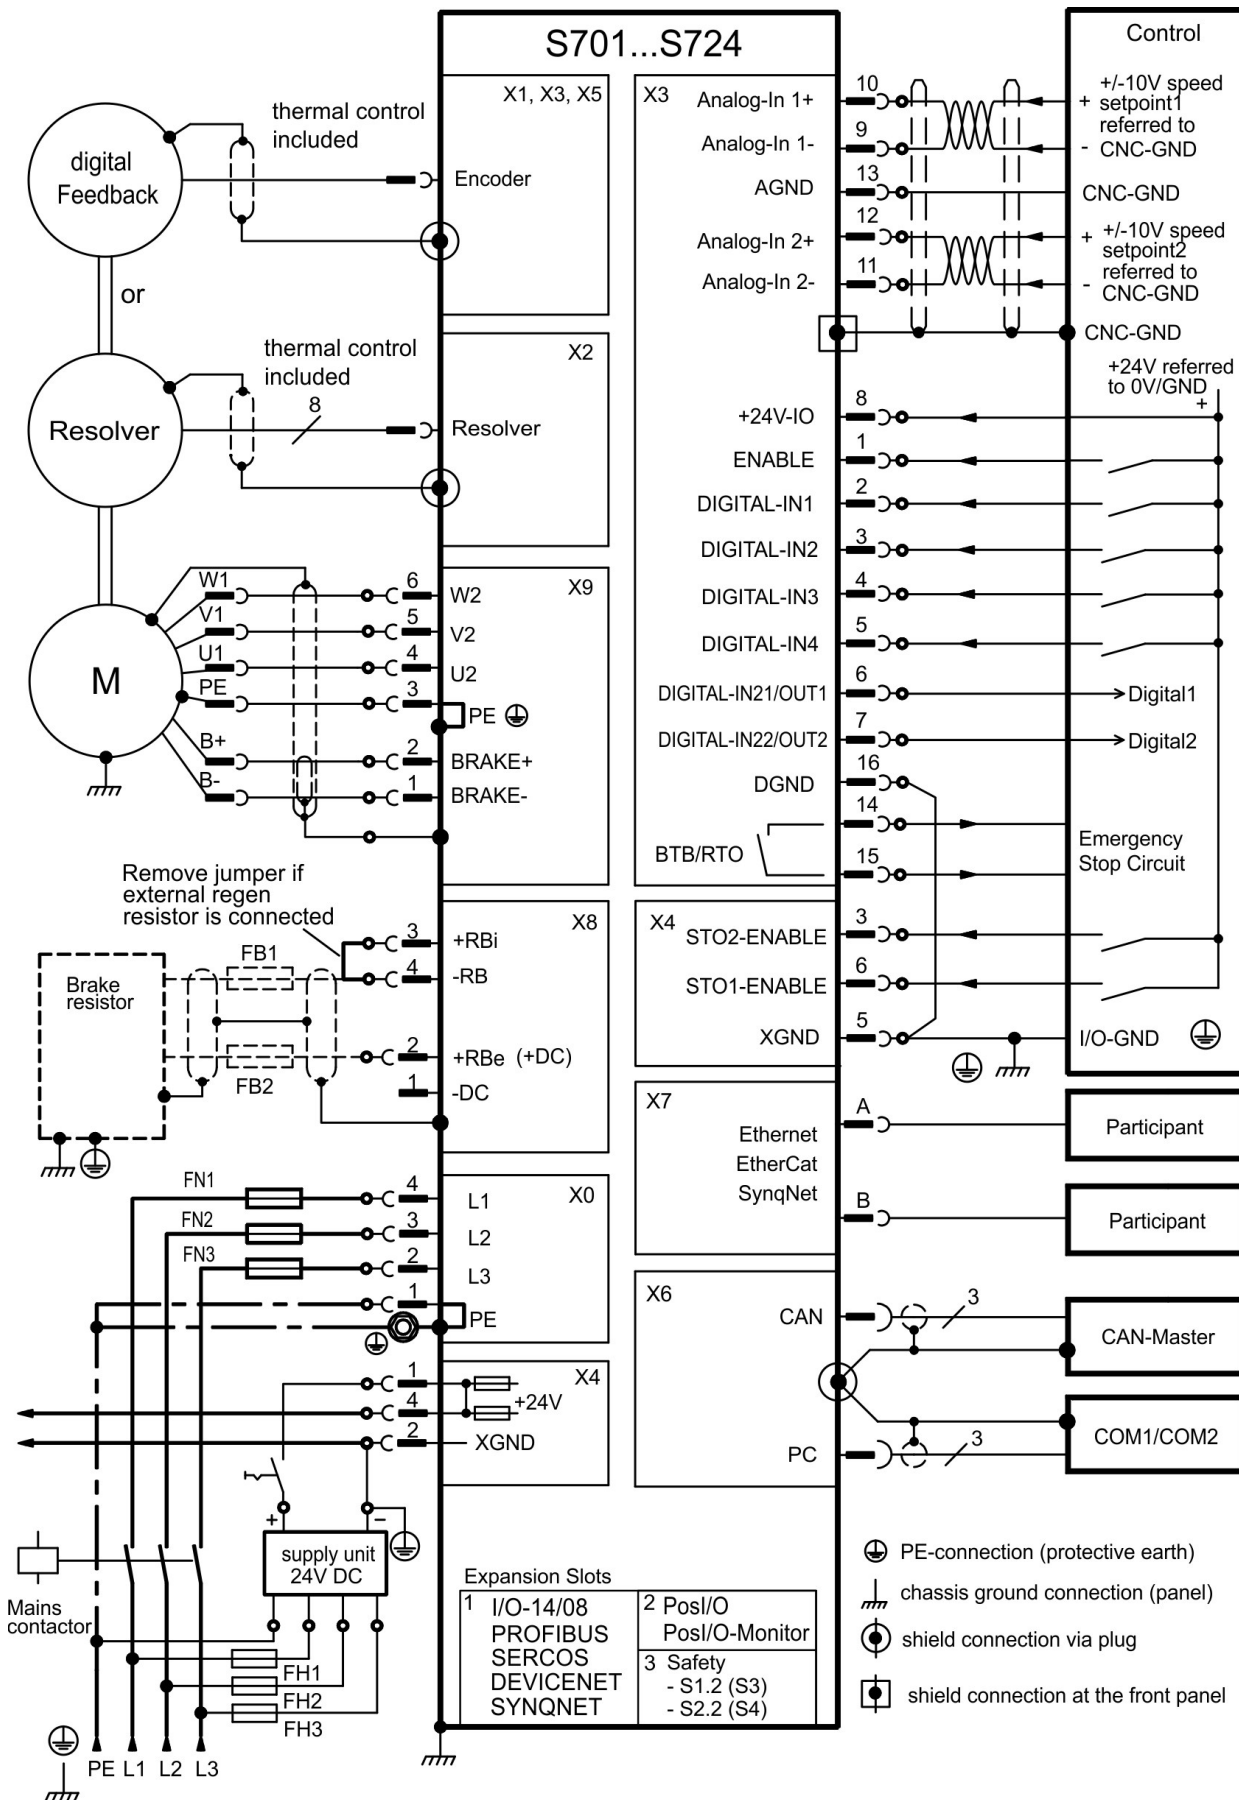 S701...S724
Control
X1, X3, X5
thermal control
included
digital
Feedback
Encoder
or
X2
thermal control
included
8
Resolver
Resolver
X9
W1
6
W2
V1
5
V2
U1
4
U2
M
PE
3
PE
B+
2
BRAKE+
B-
1
BRAKE-
Remove jumper if
external regen
resistor is connected
X8
3
+RBi
FB1
4
-RB
Brake
resistor
2
+RBe (+DC)
FB2
1
-DC
X0
FN1
4
L1
FN2
3
L2
FN3
2
L3
1
PE
X4
1
4
+24V
2
XGND
+
-
supply unit
24V DC
Mains
contactor
FH1
FH2
FH3
PE L1 L2 L3
X3
Analog-In 1+
10
+
+/-10V speed
setpoint1
referred to
CNC-GND
Analog-In 1-
9
-
AGND
13
CNC-GND
Analog-In 2+
12
+
+/-10V speed
setpoint2
referred to
CNC-GND
Analog-In 2-
11
-
CNC-GND
+24V referred
to 0V/GND
+
+24V-IO
8
ENABLE
1
DIGITAL-IN1
2
DIGITAL-IN2
3
DIGITAL-IN3
4
DIGITAL-IN4
5
DIGITAL-IN21/OUT1
6
Digital1
DIGITAL-IN22/OUT2
7
Digital2
DGND
16
BTB/RTO
14
15
Emergency
Stop Circuit
X4
STO2-ENABLE
3
STO1-ENABLE
6
XGND
5
I/O-GND
X7
Ethernet
EtherCat
SynqNet
A
Participant
B
Participant
X6
CAN
3
CAN-Master
PC
3
COM1/COM2
Expansion Slots
1 I/O-14/08
PROFIBUS
SERCOS
DEVICENET
SYNQNET
2 PosI/O
PosI/O-Monitor
3 Safety
- S1.2 (S3)
- S2.2 (S4)
PE-connection (protective earth)
chassis ground connection (panel)
shield connection via plug
shield connection at the front panel